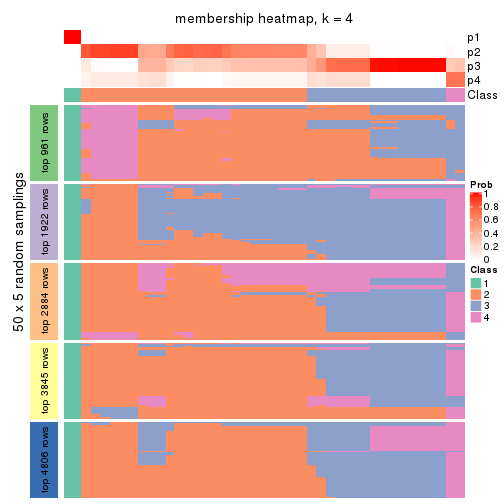 membership heatmap, k = 4
p1
p2
p3
p4
Class
50 x 5 random samplings
top 961 rows
top 1922 rows
top 2884 rows
top 3845 rows
top 4806 rows
Prob
1
0.8
0.6
0.4
0.2
0
Class
1
2
3
4